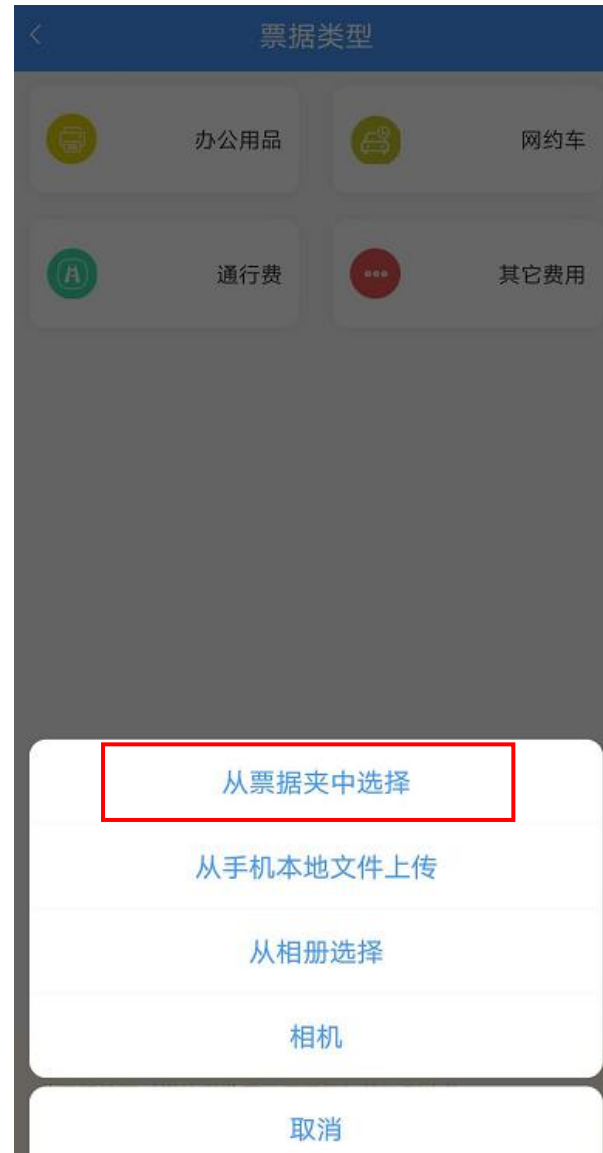 票据类型
办公用品
网约车
通行费
其它费用
从票据夹中选择
从手机本地文件上传
从相册选择
相机
取消